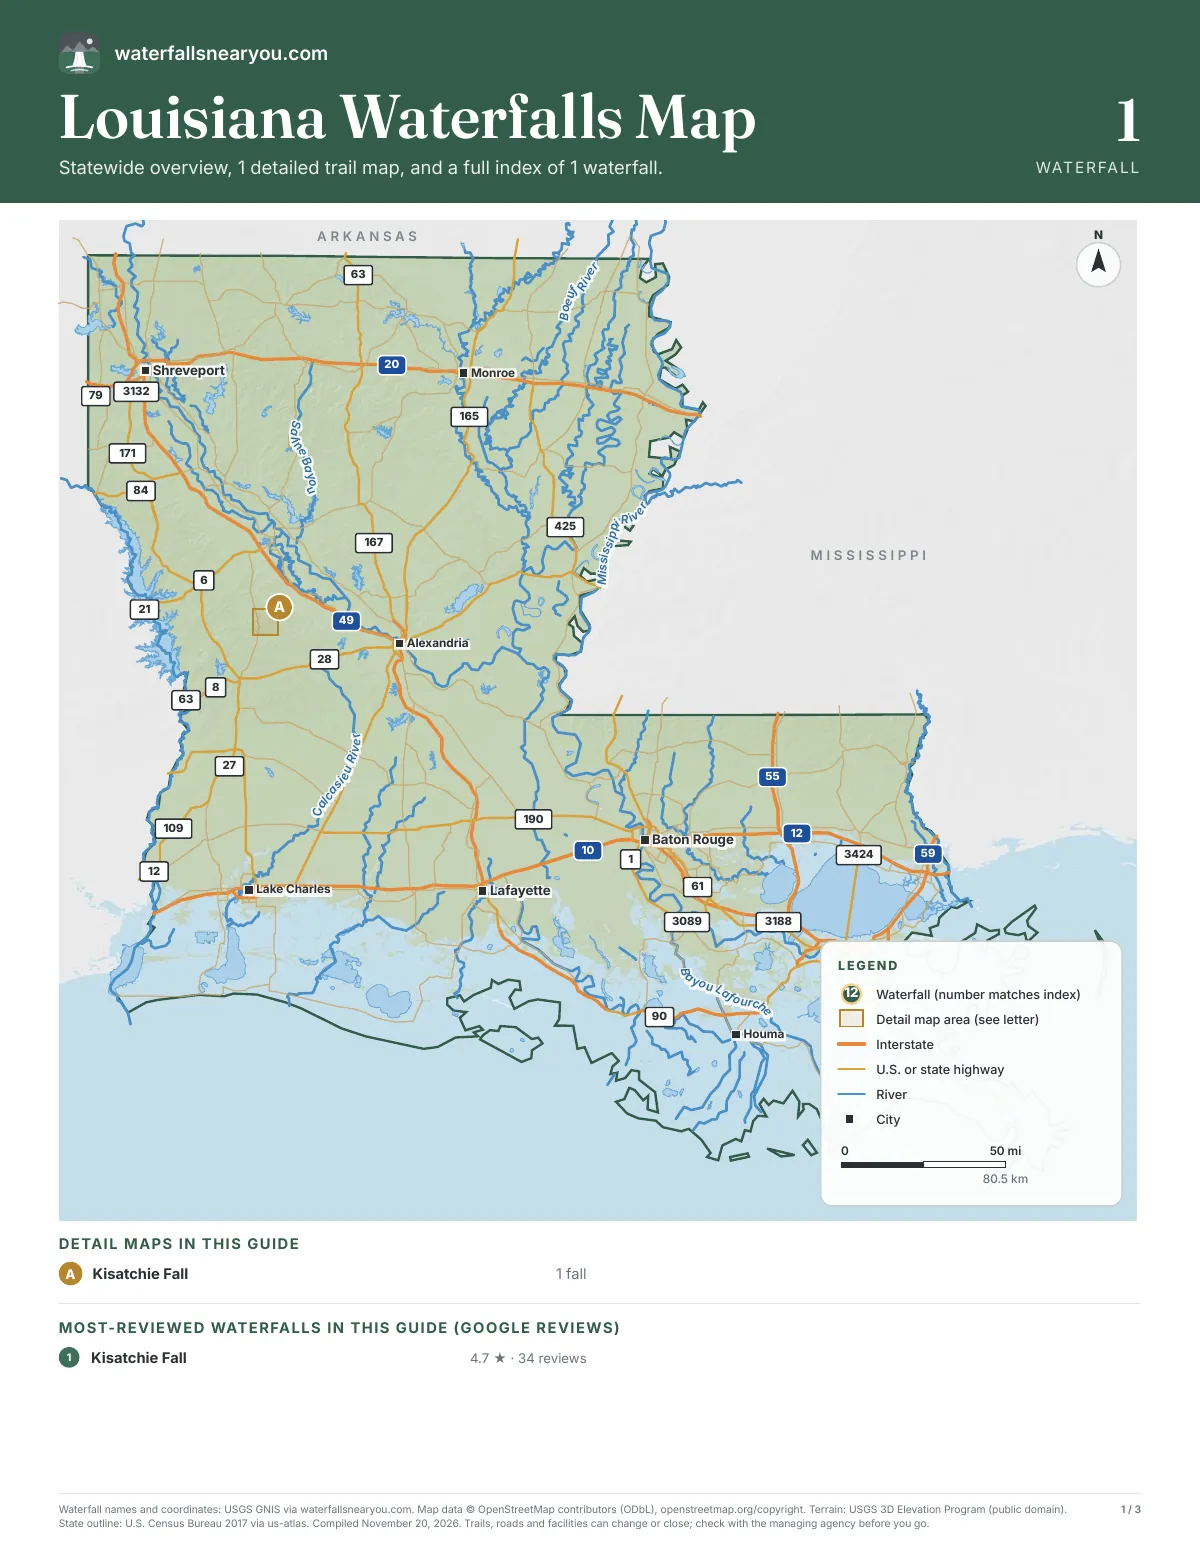 waterfallsnearyou.com
Louisiana Waterfalls Map
1
Statewide overview, 1 detailed trail map, and a full index of 1 waterfall.
WATERFALL
ARKANSAS
N
63
Boeuf River
20
Shreveport
Monroe
79
3132
165
Saline Bayou
171
84
425
Mississippi River
167
MISSISSIPPI
6
A
21
49
Alexandria
28
8
63
Calcasieu River
27
55
190
109
12
Baton Rouge
10
1
3424
59
12
61
Lake Charles
Lafayette
3089
3188
Bayou Lafourche
90
Houma
LEGEND
12
Waterfall (number matches index)
Detail map area (see letter)
Interstate
U.S. or state highway
River
City
0 50 mi
80.5 km
DETAIL MAPS IN THIS GUIDE
A Kisatchie Fall 1 fall
MOST-REVIEWED WATERFALLS IN THIS GUIDE (GOOGLE REVIEWS)
1 Kisatchie Fall 4.7 ★ · 34 reviews
Waterfall names and coordinates: USGS GNIS via waterfallsnearyou.com. Map data © OpenStreetMap contributors (ODbL), openstreetmap.org/copyright. Terrain: USGS 3D Elevation Program (public domain). 1 / 3
State outline: U.S. Census Bureau 2017 via us-atlas. Compiled November 20, 2026. Trails, roads and facilities can change or close; check with the managing agency before you go.